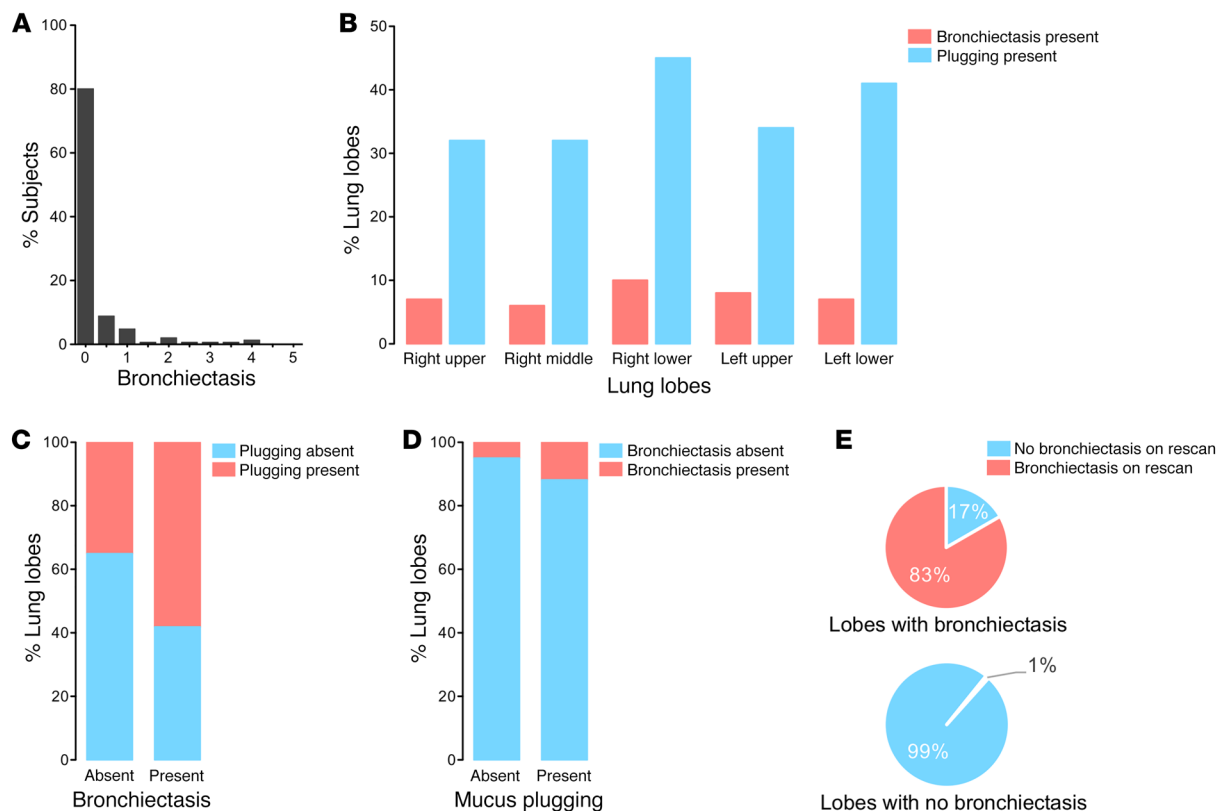 A
100
80
60
40
20
0
% Subjects
0 1 2 3 4 5
Bronchiectasis
B
50
40
30
20
10
0
% Lung lobes
Bronchiectasis present
Plugging present
Right upper Right middle Right lower Left upper Left lower
Lung lobes
C
100
80
60
40
20
0
% Lung lobes
Plugging absent
Plugging present
Absent Present
Bronchiectasis
D
100
80
60
40
20
0
% Lung lobes
Bronchiectasis absent
Bronchiectasis present
Absent Present
Mucus plugging
E
No bronchiectasis on rescan
Bronchiectasis on rescan
17%
83%
Lobes with bronchiectasis
1%
99%
Lobes with no bronchiectasis